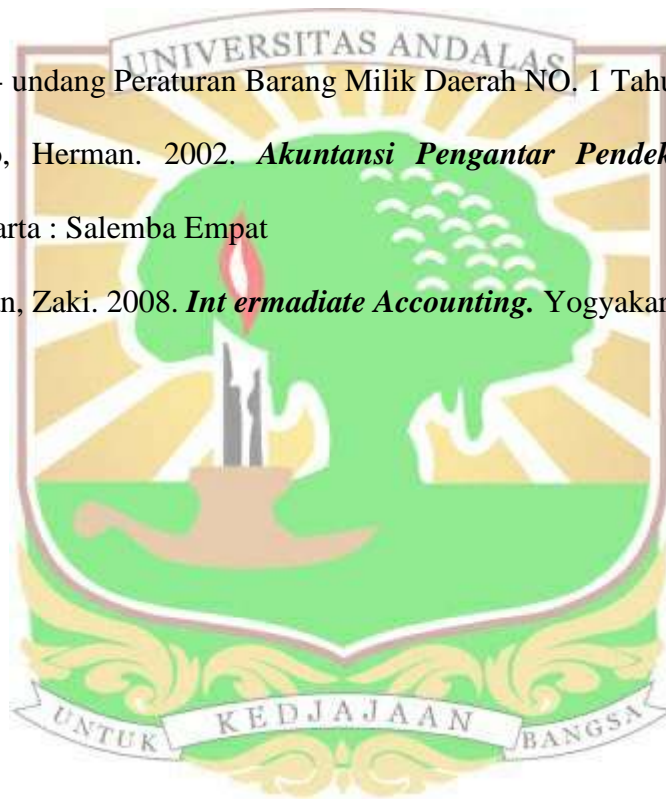 UNIVERSITAS ANDALAS
- undang Peraturan Barang Milik Daerah NO. 1 Tahu
, Herman. 2002. Akuntansi Pengantar Pendek
arta : Salemba Empat
n, Zaki. 2008. Int ermadiate Accounting. Yogyakar
UNTUK KEDJAJAAN BANGSA